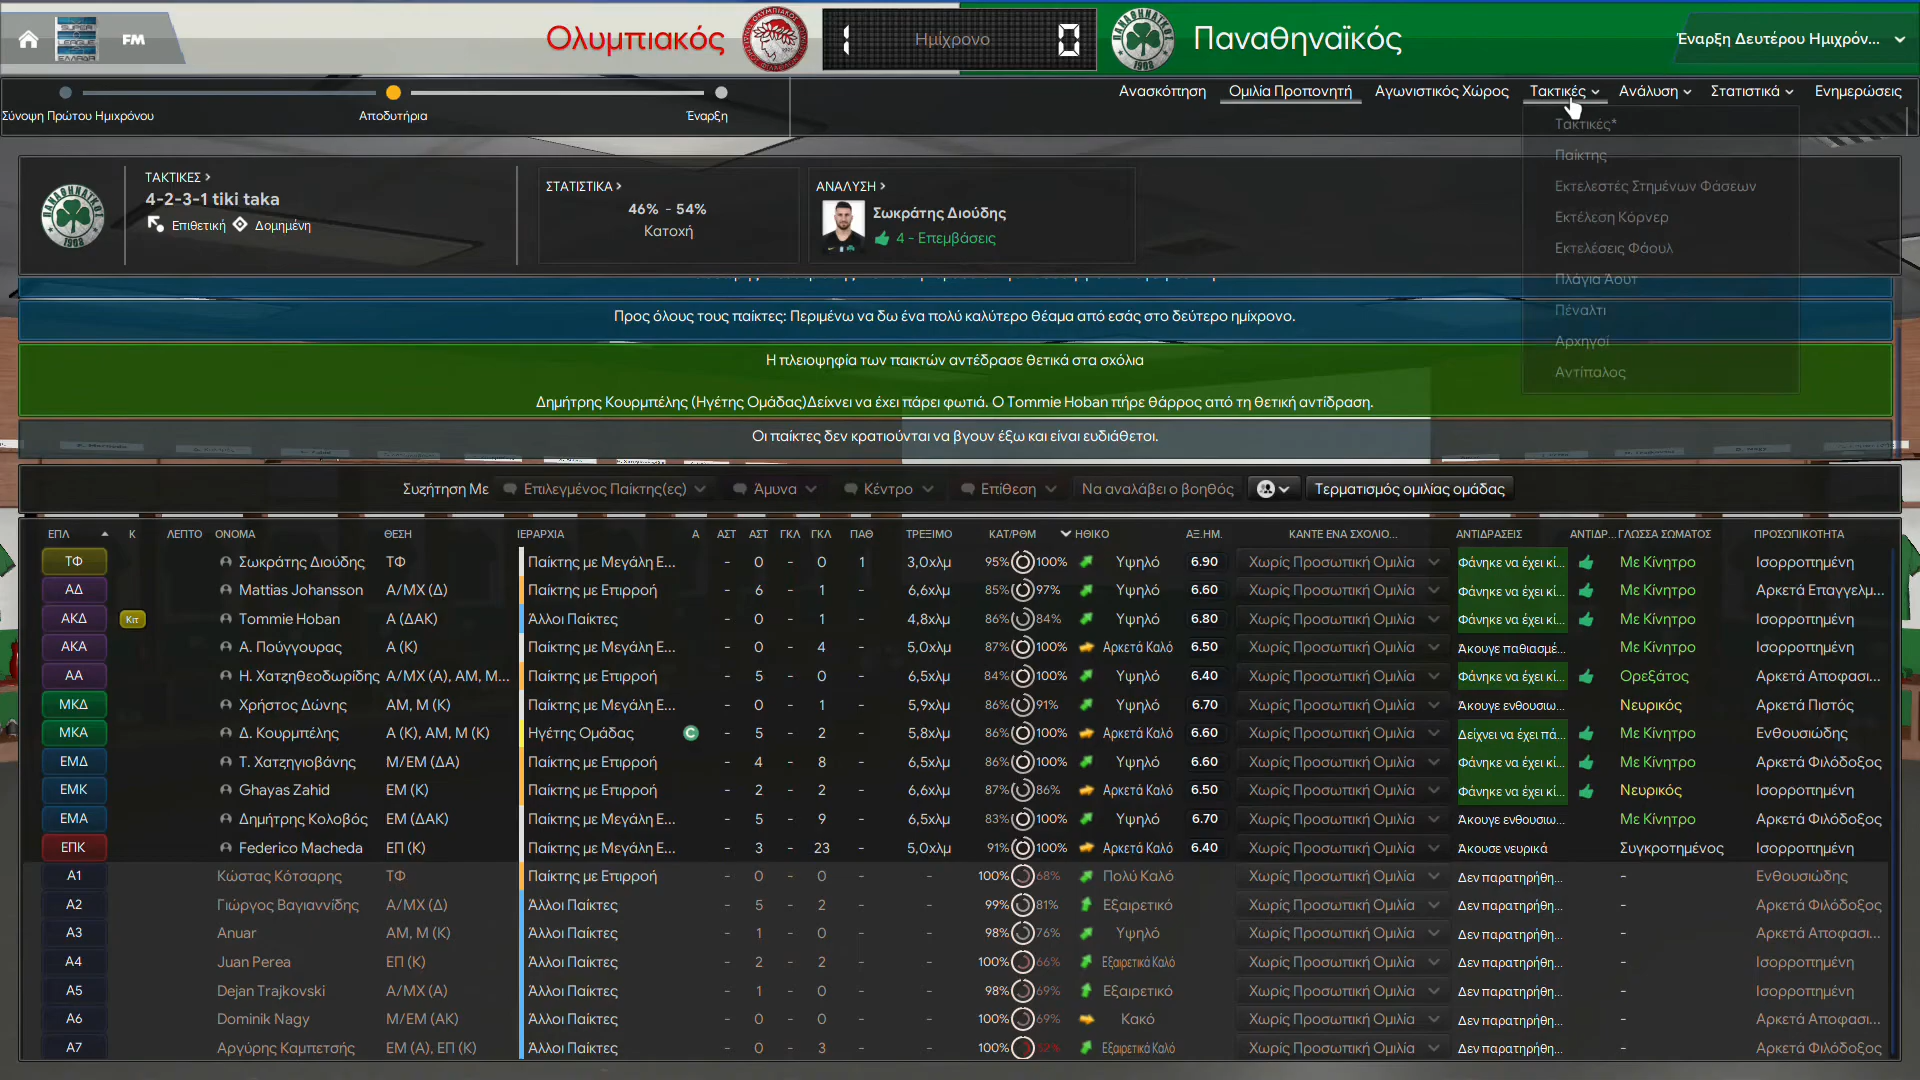 FM
Ολυμπιακός
1
Ημίχρονο
0
Παναθηναϊκός
Έναρξη Δευτέρου Ημιχρόν...
Σύνοψη Πρώτου Ημιχρόνου
Αποδυτήρια
Έναρξη
Ανασκόπηση Ομιλία Προπονητή Αγωνιστικός Χώρος Τακτικές Ανάλυση Στατιστικά Ενημερώσεις
Τακτικές*
Παίκτης
Εκτελεστές Στημένων Φάσεων
Εκτέλεση Κόρνερ
Εκτελέσεις Φάουλ
Πλάγια Άουτ
Πέναλτι
Αρχηγοί
Αντίπαλος
ΤΑΚΤΙΚΕΣ >
4-2-3-1 tiki taka
Επιθετική Δομημένη
ΣΤΑΤΙΣΤΙΚΑ >
46% - 54%
Κατοχή
ΑΝΑΛΥΣΗ >
Σωκράτης Διούδης
4 - Επεμβάσεις
Προς όλους τους παίκτες: Περιμένω να δω ένα πολύ καλύτερο θέαμα από εσάς στο δεύτερο ημίχρονο.
Η πλειοψηφία των παικτών αντέδρασε θετικά στα σχόλια
Δημήτρης Κουρμπέλης (Ηγέτης Ομάδας)Δείχνει να έχει πάρει φωτιά. Ο Tommie Hoban πήρε θάρρος από τη θετική αντίδραση.
Οι παίκτες δεν κρατιούνται να βγουν έξω και είναι ευδιάθετοι.
Συζήτηση Με Επιλεγμένος Παίκτης(ες) Άμυνα Κέντρο Επίθεση Να αναλάβει ο βοηθός Τερματισμός ομιλίας ομάδας
ΕΠΛ Κ ΛΕΠΤΟ ΟΝΟΜΑ ΘΕΣΗ ΙΕΡΑΡΧΙΑ Α ΑΣΤ ΑΣΤ ΓΚΛ ΓΚΛ ΠΑΘ ΤΡΕΞΙΜΟ ΚΑΤ/ΡΘΜ ΗΘΙΚΟ ΑΞ.ΗΜ. ΚΑΝΤΕ ΕΝΑ ΣΧΟΛΙΟ... ΑΝΤΙΔΡΑΣΕΙΣ ΑΝΤΙΔΡ... ΓΛΩΣΣΑ ΣΩΜΑΤΟΣ ΠΡΟΣΩΠΙΚΟΤΗΤΑ
ΤΦ Σωκράτης Διούδης ΤΦ Παίκτης με Μεγάλη Ε... - 0 - 0 1 3,0χλμ 95% 100% Υψηλό 6.90 Χωρίς Προσωπική Ομιλία Φάνηκε να έχει κί... Με Κίνητρο Ισορροπημένη
ΑΔ Mattias Johansson Α/ΜΧ (Δ) Παίκτης με Επιρροή - 6 - 1 - 6,6χλμ 85% 97% Υψηλό 6.60 Χωρίς Προσωπική Ομιλία Φάνηκε να έχει κί... Με Κίνητρο Αρκετά Επαγγελμ...
ΑΚΔ Κιτ Tommie Hoban Α (ΔΑΚ) Άλλοι Παίκτες - 0 - 1 - 4,8χλμ 86% 84% Υψηλό 6.80 Χωρίς Προσωπική Ομιλία Φάνηκε να έχει κί... Με Κίνητρο Ισορροπημένη
ΑΚΑ Α. Πούγγουρας Α (Κ) Παίκτης με Μεγάλη Ε... - 0 - 4 - 5,0χλμ 87% 100% Αρκετά Καλό 6.50 Χωρίς Προσωπική Ομιλία Άκουγε παθιασμέ... Με Κίνητρο Ισορροπημένη
ΑΑ Η. Χατζηθεοδωρίδης Α/ΜΧ (Α), ΑΜ, Μ... Παίκτης με Επιρροή - 5 - 0 - 6,5χλμ 84% 100% Υψηλό 6.40 Χωρίς Προσωπική Ομιλία Φάνηκε να έχει κί... Ορεξάτος Αρκετά Αποφασι...
ΜΚΔ Χρήστος Δώνης ΑΜ, Μ (Κ) Παίκτης με Μεγάλη Ε... - 0 - 1 - 5,9χλμ 86% 91% Υψηλό 6.70 Χωρίς Προσωπική Ομιλία Άκουγε ενθουσιω... Νευρικός Αρκετά Πιστός
ΜΚΑ Δ. Κουρμπέλης Α (Κ), ΑΜ, Μ (Κ) Ηγέτης Ομάδας C - 5 - 2 - 5,8χλμ 86% 100% Αρκετά Καλό 6.60 Χωρίς Προσωπική Ομιλία Δείχνει να έχει πά... Με Κίνητρο Ενθουσιώδης
ΕΜΔ Τ. Χατζηγιοβάνης Μ/ΕΜ (ΔΑ) Παίκτης με Επιρροή - 4 - 8 - 6,5χλμ 86% 100% Υψηλό 6.60 Χωρίς Προσωπική Ομιλία Φάνηκε να έχει κί... Με Κίνητρο Αρκετά Φιλόδοξος
ΕΜΚ Ghayas Zahid ΕΜ (Κ) Παίκτης με Επιρροή - 2 - 2 - 6,6χλμ 87% 86% Αρκετά Καλό 6.50 Χωρίς Προσωπική Ομιλία Φάνηκε να έχει κί... Νευρικός Ισορροπημένη
ΕΜΑ Δημήτρης Κολοβός ΕΜ (ΔΑΚ) Παίκτης με Μεγάλη Ε... - 5 - 9 - 6,5χλμ 83% 100% Υψηλό 6.70 Χωρίς Προσωπική Ομιλία Άκουγε ενθουσιω... Με Κίνητρο Αρκετά Φιλόδοξος
ΕΠΚ Federico Macheda ΕΠ (Κ) Παίκτης με Μεγάλη Ε... - 3 - 23 - 5,0χλμ 91% 100% Αρκετά Καλό 6.40 Χωρίς Προσωπική Ομιλία Άκουσε νευρικά Συγκροτημένος Ισορροπημένη
Α1 Κώστας Κότσαρης ΤΦ Παίκτης με Επιρροή - 0 - 0 - - 100% 68% Πολύ Καλό Χωρίς Προσωπική Ομιλία Δεν παρατηρήθη... - Ενθουσιώδης
Α2 Γιώργος Βαγιαννίδης Α/ΜΧ (Δ) Άλλοι Παίκτες - 5 - 2 - - 99% 81% Εξαιρετικό Χωρίς Προσωπική Ομιλία Δεν παρατηρήθη... - Αρκετά Φιλόδοξος
Α3 Anuar ΑΜ, Μ (Κ) Άλλοι Παίκτες - 1 - 0 - - 98% 76% Υψηλό Χωρίς Προσωπική Ομιλία Δεν παρατηρήθη... - Αρκετά Αποφασι...
Α4 Juan Perea ΕΠ (Κ) Άλλοι Παίκτες - 2 - 2 - - 100% 66% Εξαιρετικά Καλό Χωρίς Προσωπική Ομιλία Δεν παρατηρήθη... - Ισορροπημένη
Α5 Dejan Trajkovski Α/ΜΧ (Α) Άλλοι Παίκτες - 1 - 0 - - 98% 69% Εξαιρετικό Χωρίς Προσωπική Ομιλία Δεν παρατηρήθη... - Ισορροπημένη
Α6 Dominik Nagy Μ/ΕΜ (ΑΚ) Άλλοι Παίκτες - 0 - 0 - - 100% 69% Κακό Χωρίς Προσωπική Ομιλία Δεν παρατηρήθη... - Αρκετά Αποφασι...
Α7 Αργύρης Καμπετσής ΕΜ (Α), ΕΠ (Κ) Άλλοι Παίκτες - 0 - 3 - - 100% 52% Εξαιρετικά Καλό Χωρίς Προσωπική Ομιλία Δεν παρατηρήθη... - Αρκετά Φιλόδοξος